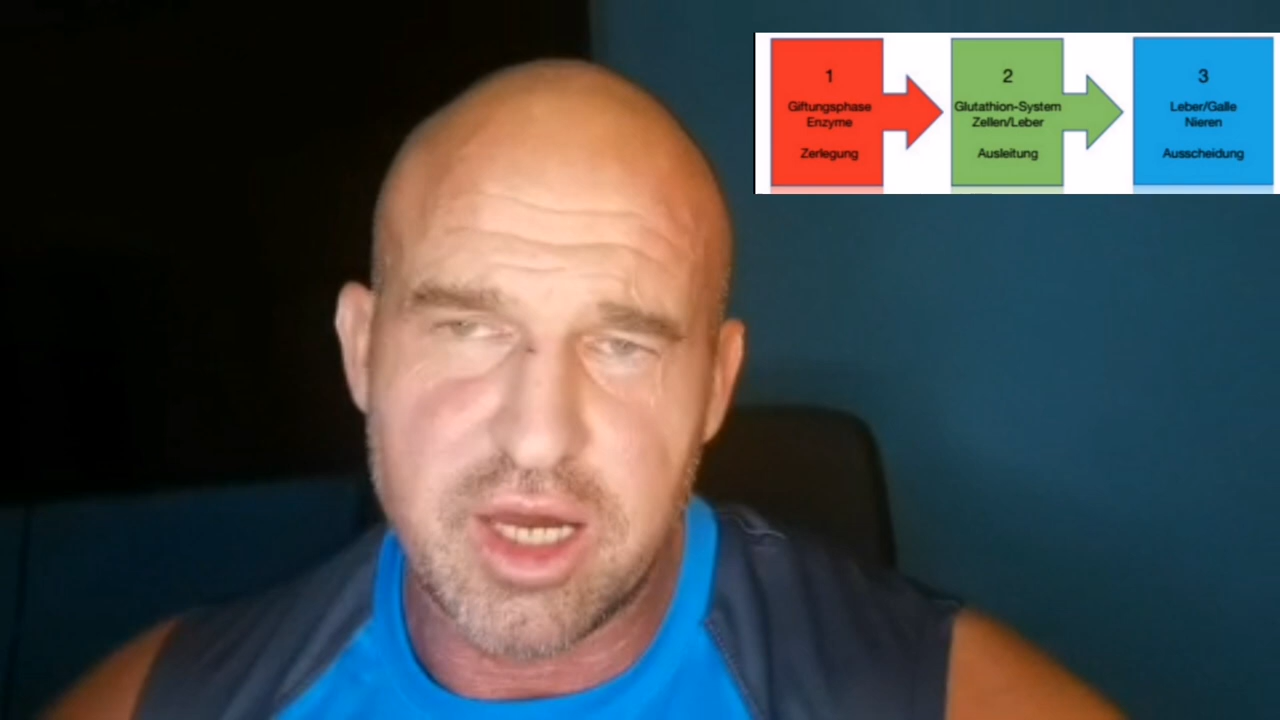 1
Giftungsphase
Enzyme
Zerlegung
2
Glutathion-System
Zellen/Leber
Ausleitung
3
Leber/Galle
Nieren
Ausscheidung